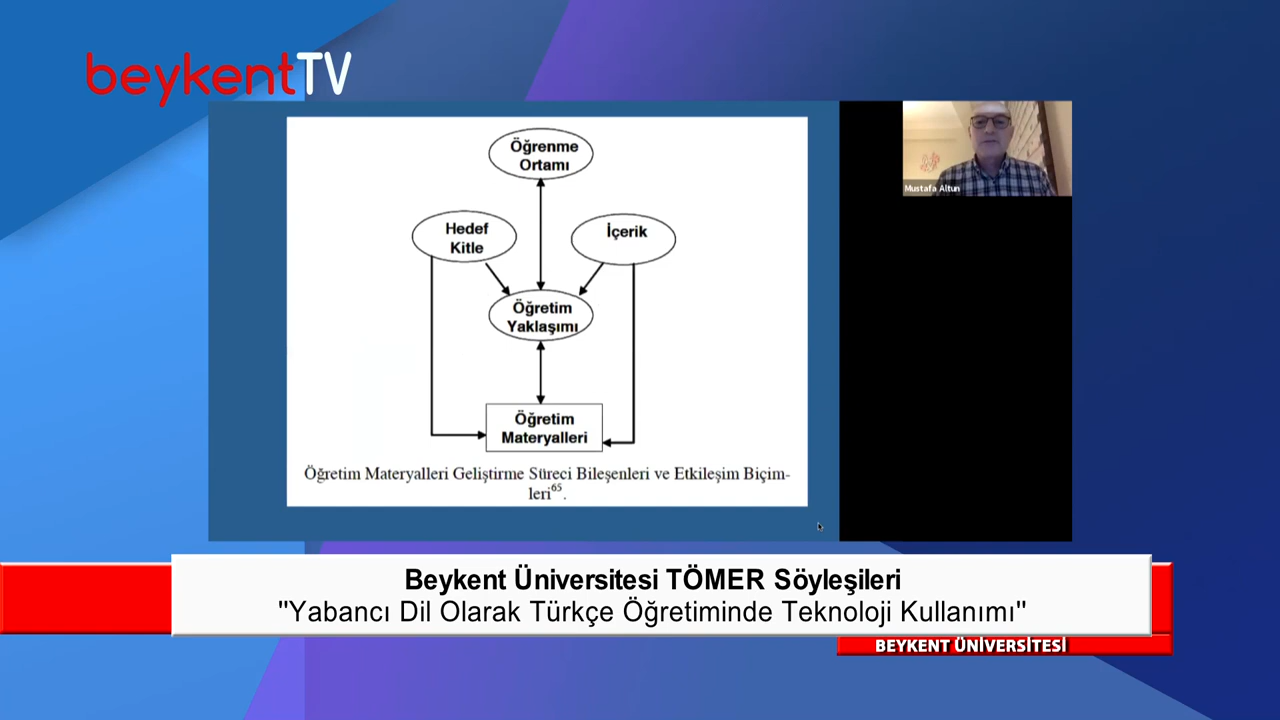 beykentTV
Öğrenme
Ortamı
Hedef
Kitle
İçerik
Öğretim
Yaklaşımı
Öğretim
Materyalleri
Öğretim Materyalleri Geliştirme Süreci Bileşenleri ve Etkileşim Biçim-
leri65.
Mustafa Altun
Beykent Üniversitesi TÖMER Söyleşileri
"Yabancı Dil Olarak Türkçe Öğretiminde Teknoloji Kullanımı"
BEYKENT ÜNİVERSİTESİ